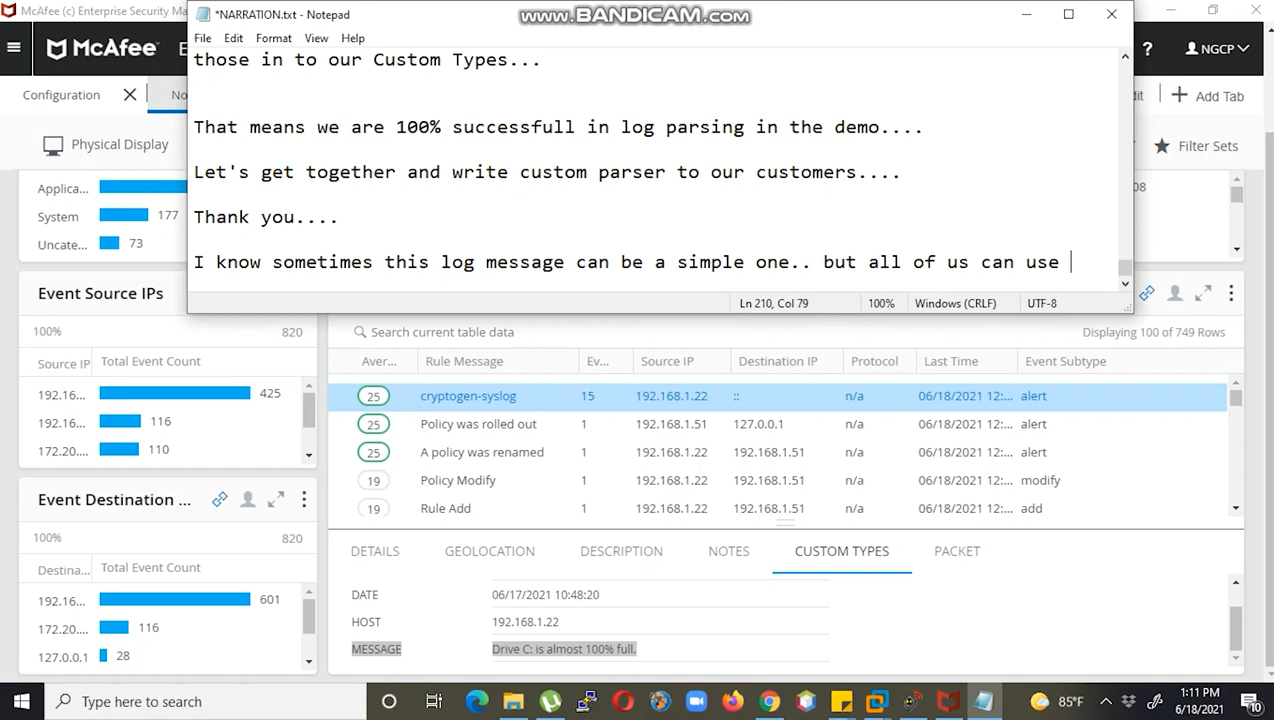 McAfee (c) Enterprise Security Ma
*NARRATION.txt - Notepad
www.BANDICAM.com
File Edit Format View Help
McAfee E
? NGCP
those in to our Custom Types...
Configuration No
dit Add Tab
That means we are 100% successfull in log parsing in the demo....
Physical Display
Filter Sets
Let's get together and write custom parser to our customers....
Applica...
08
System 177
Thank you....
Uncate... 73
I know sometimes this log message can be a simple one.. but all of us can use
Event Source IPs
Ln 210, Col 79 100% Windows (CRLF) UTF-8
100% 820
Search current table data Displaying 100 of 749 Rows
Source IP Total Event Count
Aver... Rule Message Ev... Source IP Destination IP Protocol Last Time Event Subtype
192.16... 425
25 cryptogen-syslog 15 192.168.1.22 :: n/a 06/18/2021 12:... alert
192.16... 116
25 Policy was rolled out 1 192.168.1.51 127.0.0.1 n/a 06/18/2021 12:... alert
172.20... 110
25 A policy was renamed 1 192.168.1.22 192.168.1.51 n/a 06/18/2021 12:... alert
19 Policy Modify 1 192.168.1.22 192.168.1.51 n/a 06/18/2021 12:... modify
Event Destination ...
19 Rule Add 1 192.168.1.22 192.168.1.51 n/a 06/18/2021 12:... add
100% 820
DETAILS GEOLOCATION DESCRIPTION NOTES CUSTOM TYPES PACKET
Destina... Total Event Count
192.16... 601
DATE 06/17/2021 10:48:20
172.20... 116
HOST 192.168.1.22
127.0.0.1 28
MESSAGE Drive C: is almost 100% full.
Type here to search
85°F
1:11 PM
6/18/2021
10